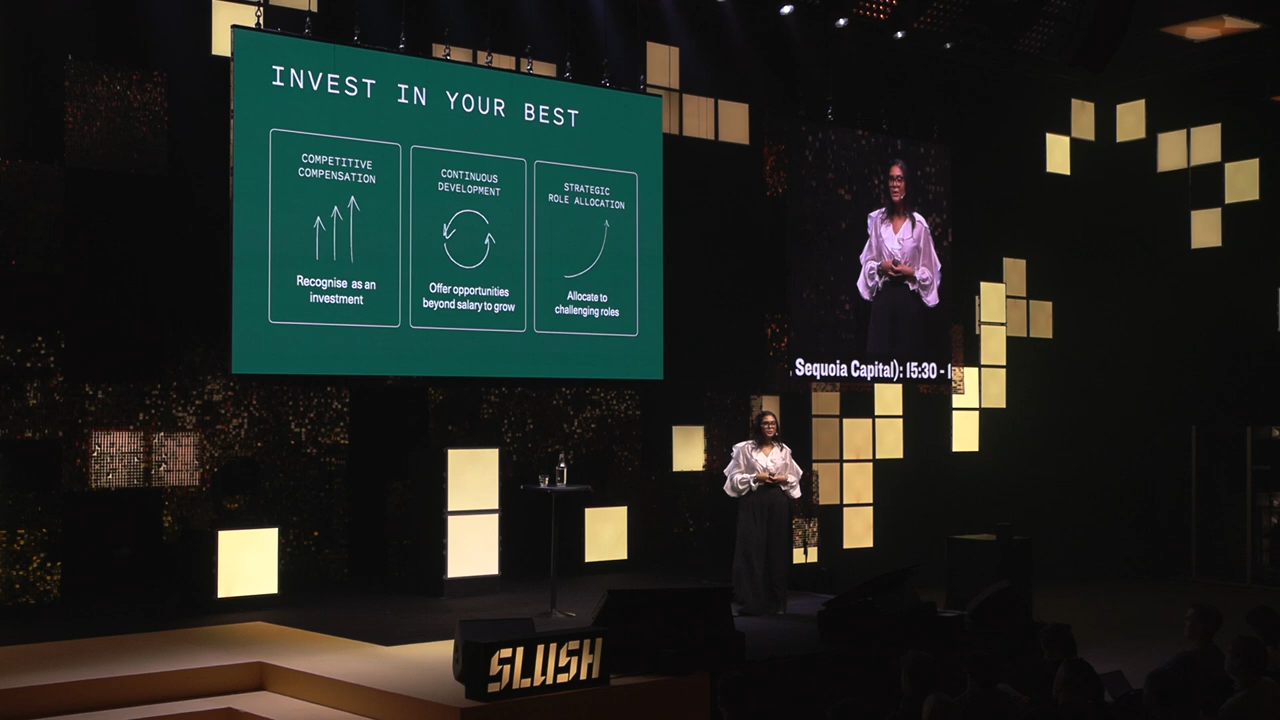 INVEST IN YOUR BEST
COMPETITIVE
COMPENSATION
Recognise as an
investment
CONTINUOUS
DEVELOPMENT
Offer opportunities
beyond salary to grow
STRATEGIC
ROLE ALLOCATION
Allocate to
challenging roles
Sequoia Capital): 15:30 -
SLUSH